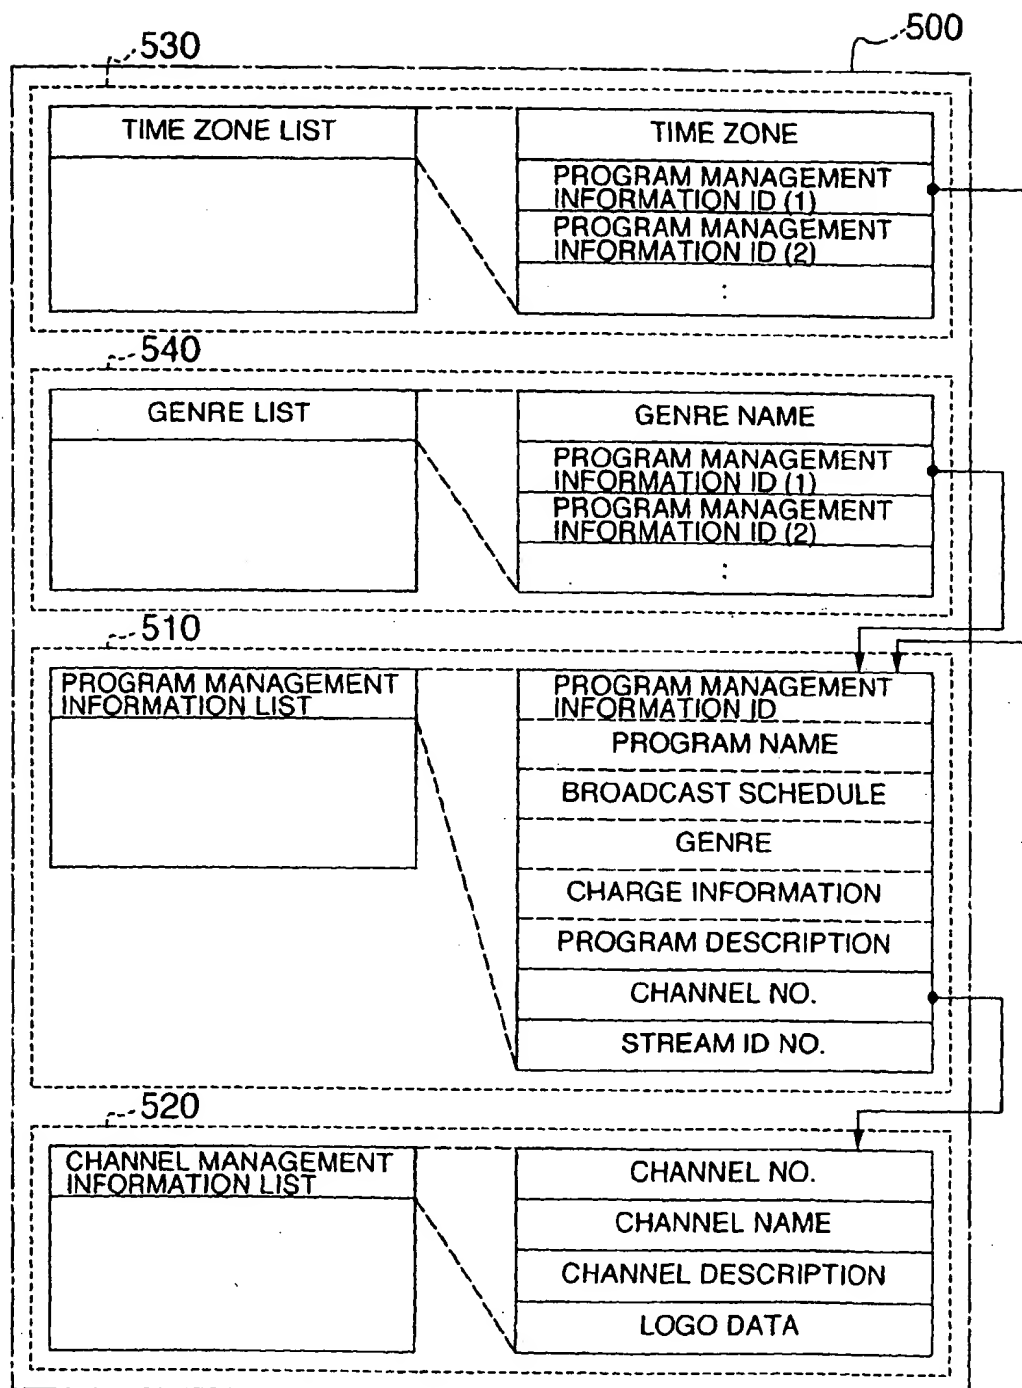 500
530
TIME ZONE LIST
TIME ZONE
PROGRAM MANAGEMENT
INFORMATION ID (1)
PROGRAM MANAGEMENT
INFORMATION ID (2)
:
540
GENRE LIST
GENRE NAME
PROGRAM MANAGEMENT
INFORMATION ID (1)
PROGRAM MANAGEMENT
INFORMATION ID (2)
:
510
PROGRAM MANAGEMENT
INFORMATION LIST
PROGRAM MANAGEMENT
INFORMATION ID
PROGRAM NAME
BROADCAST SCHEDULE
GENRE
CHARGE INFORMATION
PROGRAM DESCRIPTION
CHANNEL NO.
STREAM ID NO.
520
CHANNEL MANAGEMENT
INFORMATION LIST
CHANNEL NO.
CHANNEL NAME
CHANNEL DESCRIPTION
LOGO DATA